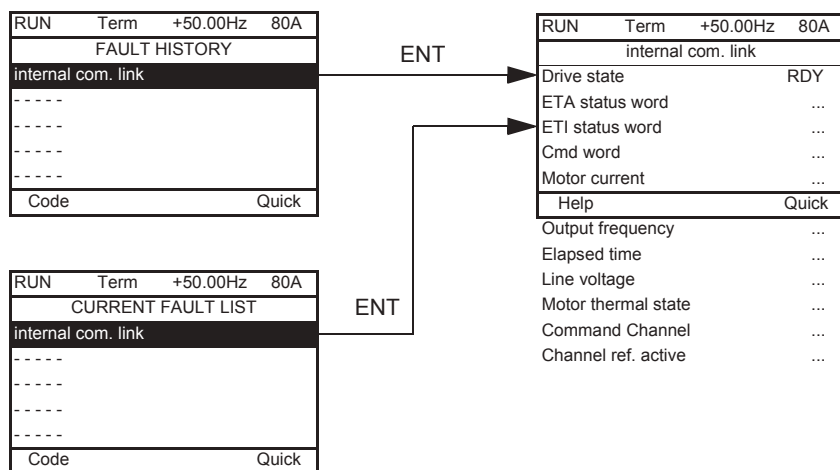 RUN Term +50.00Hz 80A
FAULT HISTORY
internal com. link
- - - - -
- - - - -
- - - - -
- - - - -
Code Quick
ENT
RUN Term +50.00Hz 80A
CURRENT FAULT LIST
internal com. link
- - - - -
- - - - -
- - - - -
- - - - -
Code Quick
ENT
RUN Term +50.00Hz 80A
internal com. link
Drive state RDY
ETA status word ...
ETI status word ...
Cmd word ...
Motor current ...
Help Quick
Output frequency ...
Elapsed time ...
Line voltage ...
Motor thermal state ...
Command Channel ...
Channel ref. active ...